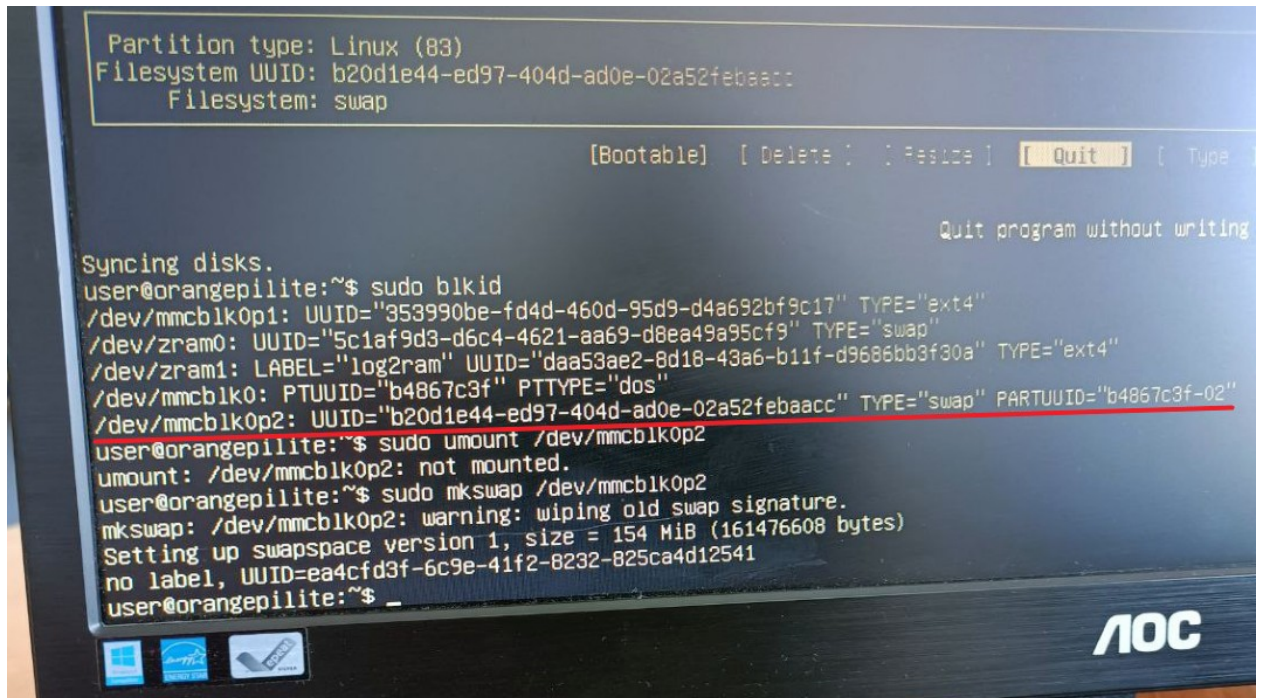 Partition type: Linux (83)
Filesystem UUID: b20d1e44-ed97-404d-ad0e-02a52febaacc
Filesystem: swap
[Bootable] [ Delete ] [ Resize ] [ Quit ] [ Type
Quit program without writing
Syncing disks.
user@orangepilite:~$ sudo blkid
/dev/mmcblk0p1: UUID="353990be-fd4d-460d-95d9-d4a692bf9c17" TYPE="ext4"
/dev/zram0: UUID="5c1af9d3-d6c4-4621-aa69-d8ea49a95cf9" TYPE="swap"
/dev/zram1: LABEL="log2ram" UUID="daa53ae2-8d18-43a6-b11f-d9686bb3f30a" TYPE="ext4"
/dev/mmcblk0: PTUUID="b4867c3f" PTTYPE="dos"
/dev/mmcblk0p2: UUID="b20d1e44-ed97-404d-ad0e-02a52febaacc" TYPE="swap" PARTUUID="b4867c3f-02"
user@orangepilite:~$ sudo umount /dev/mmcblk0p2
umount: /dev/mmcblk0p2: not mounted.
user@orangepilite:~$ sudo mkswap /dev/mmcblk0p2
mkswap: /dev/mmcblk0p2: warning: wiping old swap signature.
Setting up swapspace version 1, size = 154 MiB (161476608 bytes)
no label, UUID=ea4cfd3f-6c9e-41f2-8232-825ca4d12541
user@orangepilite:~$ _
AOC
ENERGY STAR
epeat